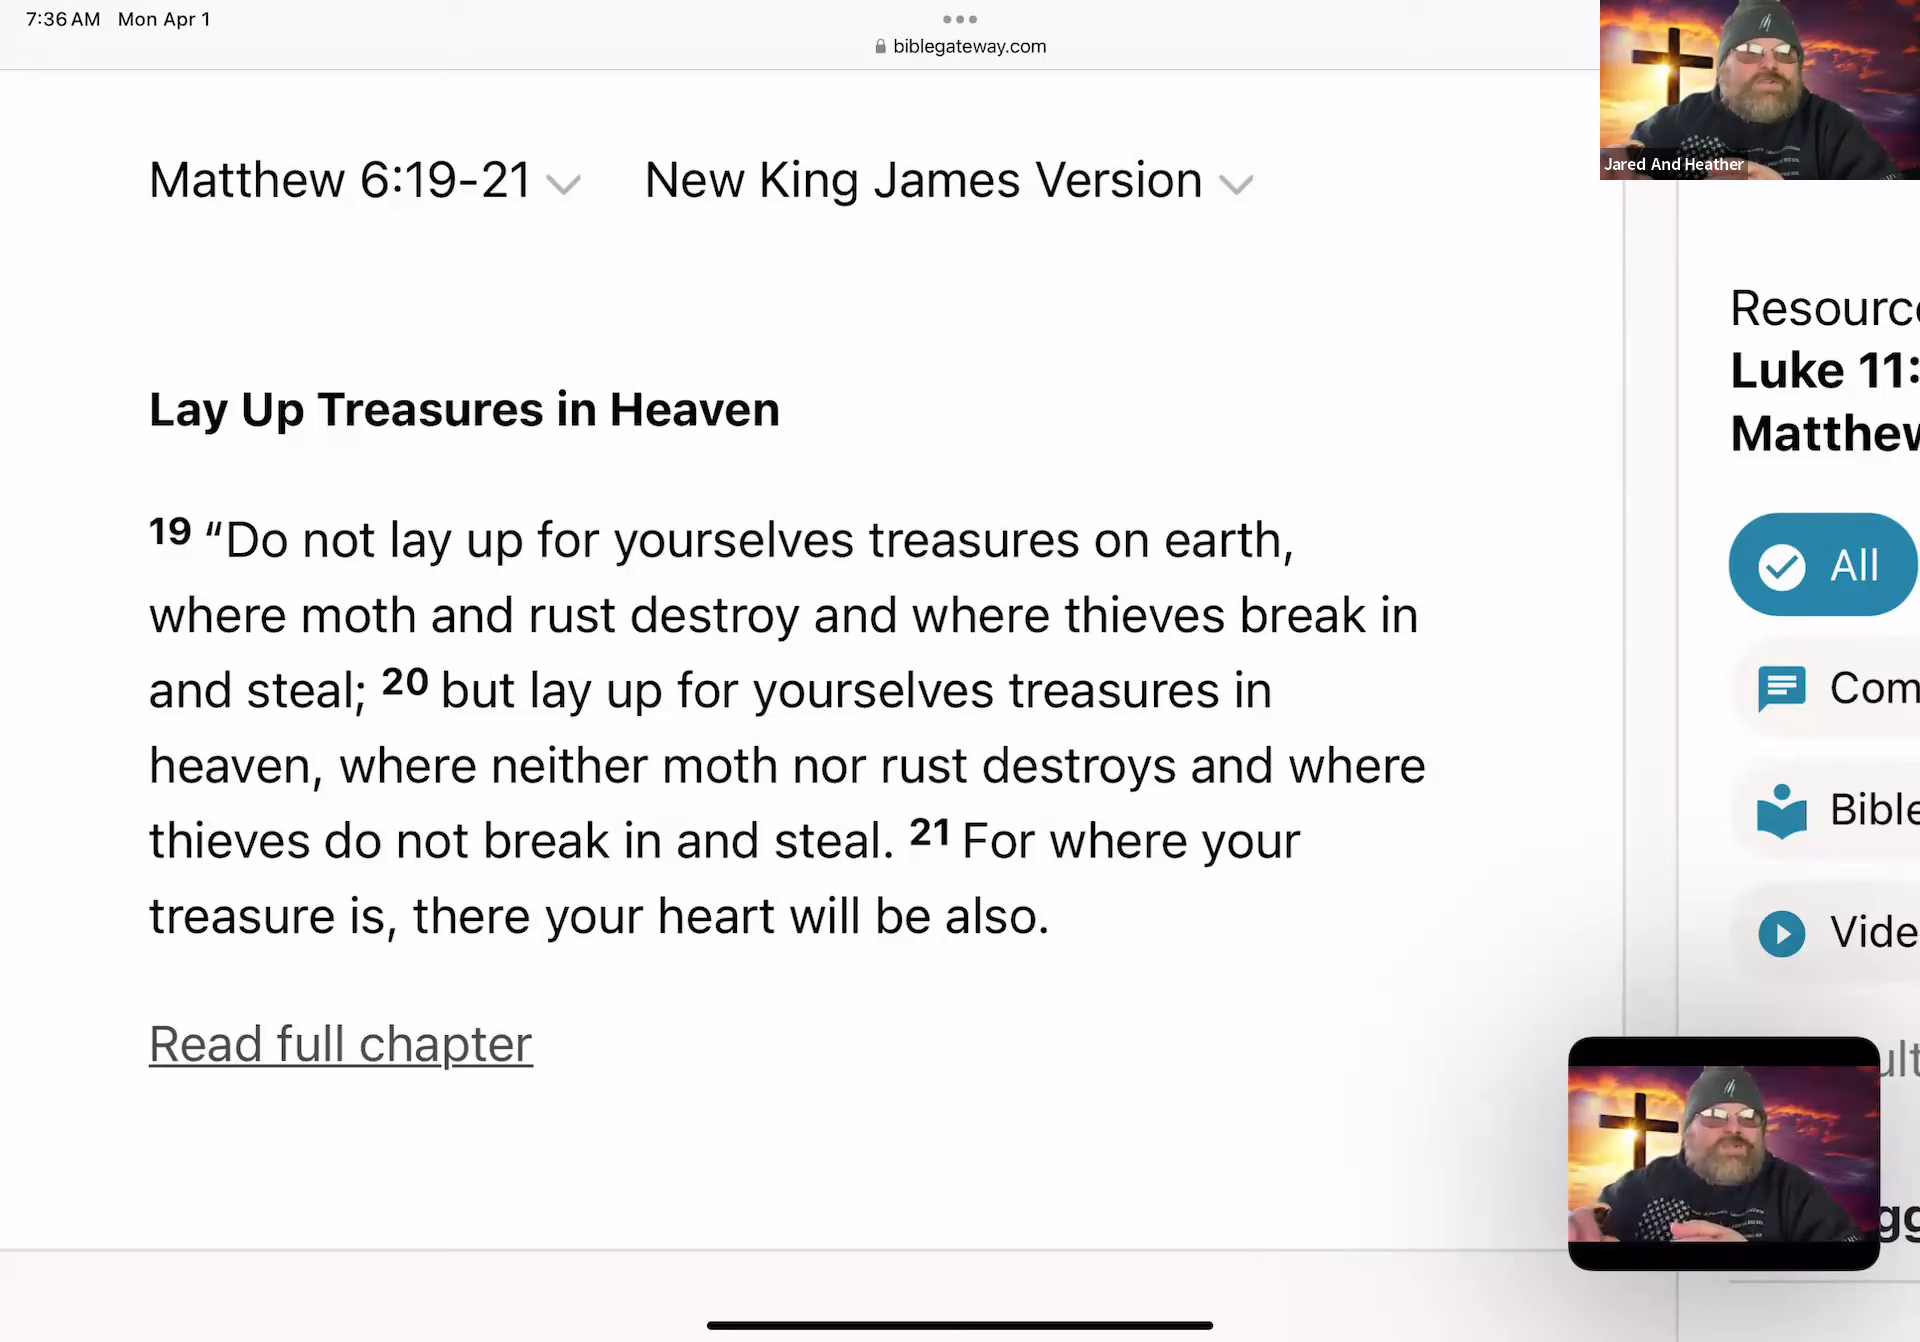 7:36 AM Mon Apr 1
biblegateway.com
Jared And Heather
Matthew 6:19-21 New King James Version
Lay Up Treasures in Heaven
19 “Do not lay up for yourselves treasures on earth,
where moth and rust destroy and where thieves break in
and steal; 20 but lay up for yourselves treasures in
heaven, where neither moth nor rust destroys and where
thieves do not break in and steal. 21 For where your
treasure is, there your heart will be also.
Read full chapter
Luke 11:
All